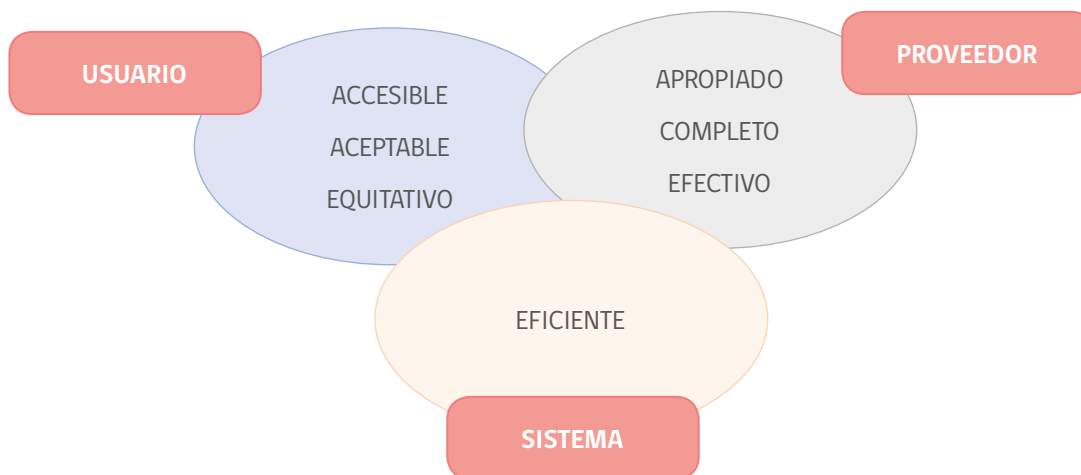 USUARIO
ACCESIBLE
ACEPTABLE
EQUITATIVO
PROVEEDOR
APROPIADO
COMPLETO
EFECTIVO
EFICIENTE
SISTEMA